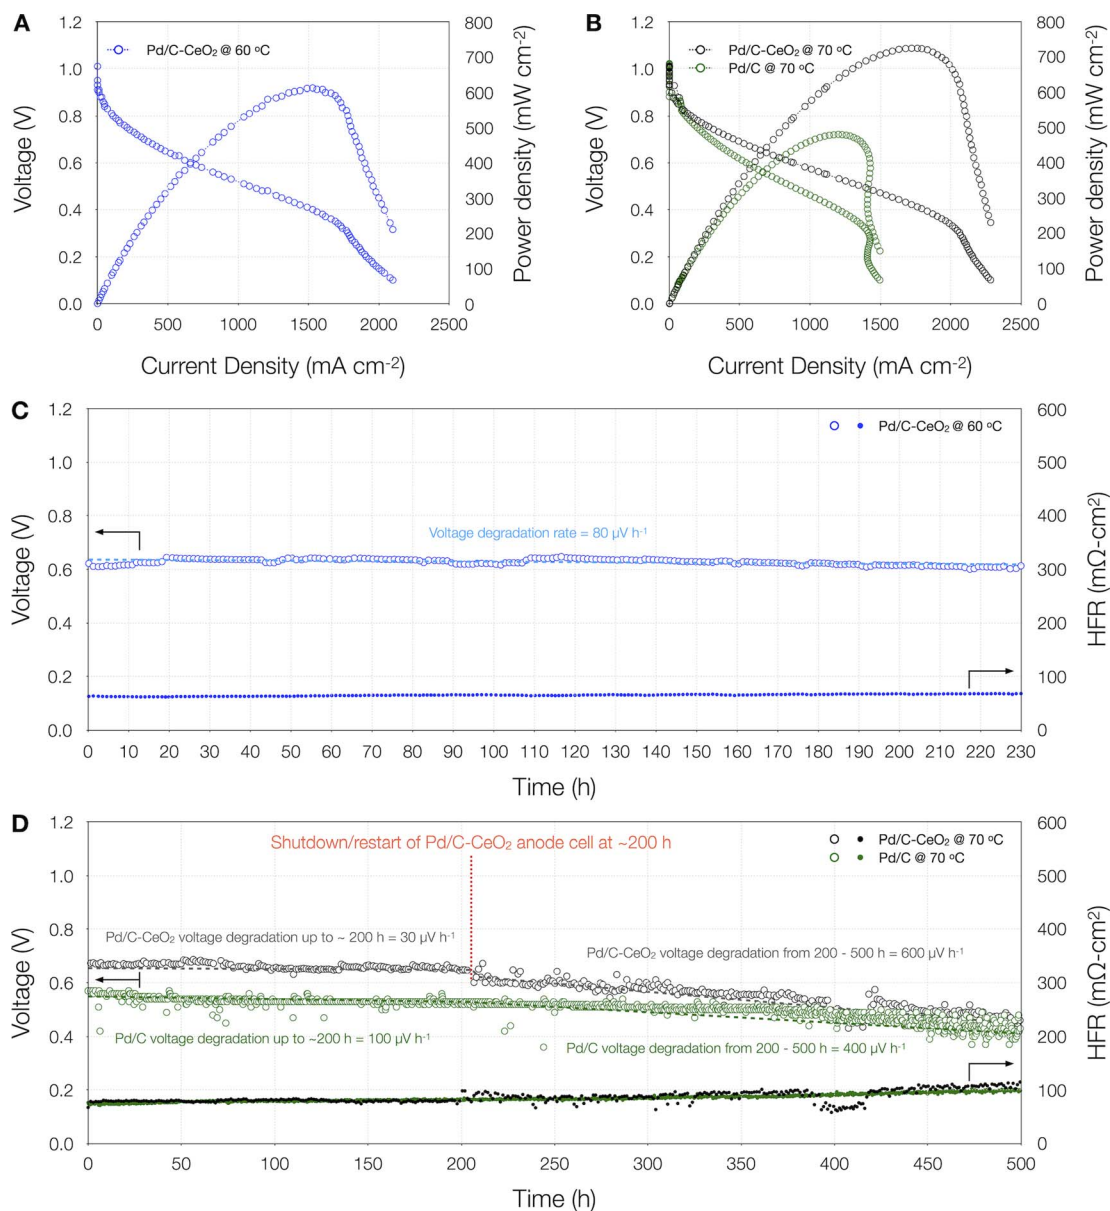 A
B
1.2
1.0
0.8
0.6
0.4
0.2
0.0
Voltage (V)
Pd/C-CeO₂ @ 60 ºC
800
700
600
500
400
300
200
100
0
Power density (mW cm⁻²)
0 500 1000 1500 2000 2500
Current Density (mA cm⁻²)
1.2
1.0
0.8
0.6
0.4
0.2
0.0
Voltage (V)
Pd/C-CeO₂ @ 70 ºC
Pd/C @ 70 ºC
800
700
600
500
400
300
200
100
0
Power density (mW cm⁻²)
0 500 1000 1500 2000 2500
Current Density (mA cm⁻²)
C
1.2
1.0
0.8
0.6
0.4
0.2
0.0
Voltage (V)
Pd/C-CeO₂ @ 60 ºC
Voltage degradation rate = 80 µV h⁻¹
600
500
400
300
200
100
0
HFR (mΩ-cm²)
0 10 20 30 40 50 60 70 80 90 100 110 120 130 140 150 160 170 180 190 200 210 220 230
Time (h)
D
1.2
1.0
0.8
0.6
0.4
0.2
0.0
Voltage (V)
Shutdown/restart of Pd/C-CeO₂ anode cell at ~200 h
Pd/C-CeO₂ @ 70 ºC
Pd/C @ 70 ºC
Pd/C-CeO₂ voltage degradation up to ~ 200 h = 30 µV h⁻¹
Pd/C-CeO₂ voltage degradation from 200 - 500 h = 600 µV h⁻¹
Pd/C voltage degradation up to ~200 h = 100 µV h⁻¹
Pd/C voltage degradation from 200 - 500 h = 400 µV h⁻¹
600
500
400
300
200
100
0
HFR (mΩ-cm²)
0 50 100 150 200 250 300 350 400 450 500
Time (h)